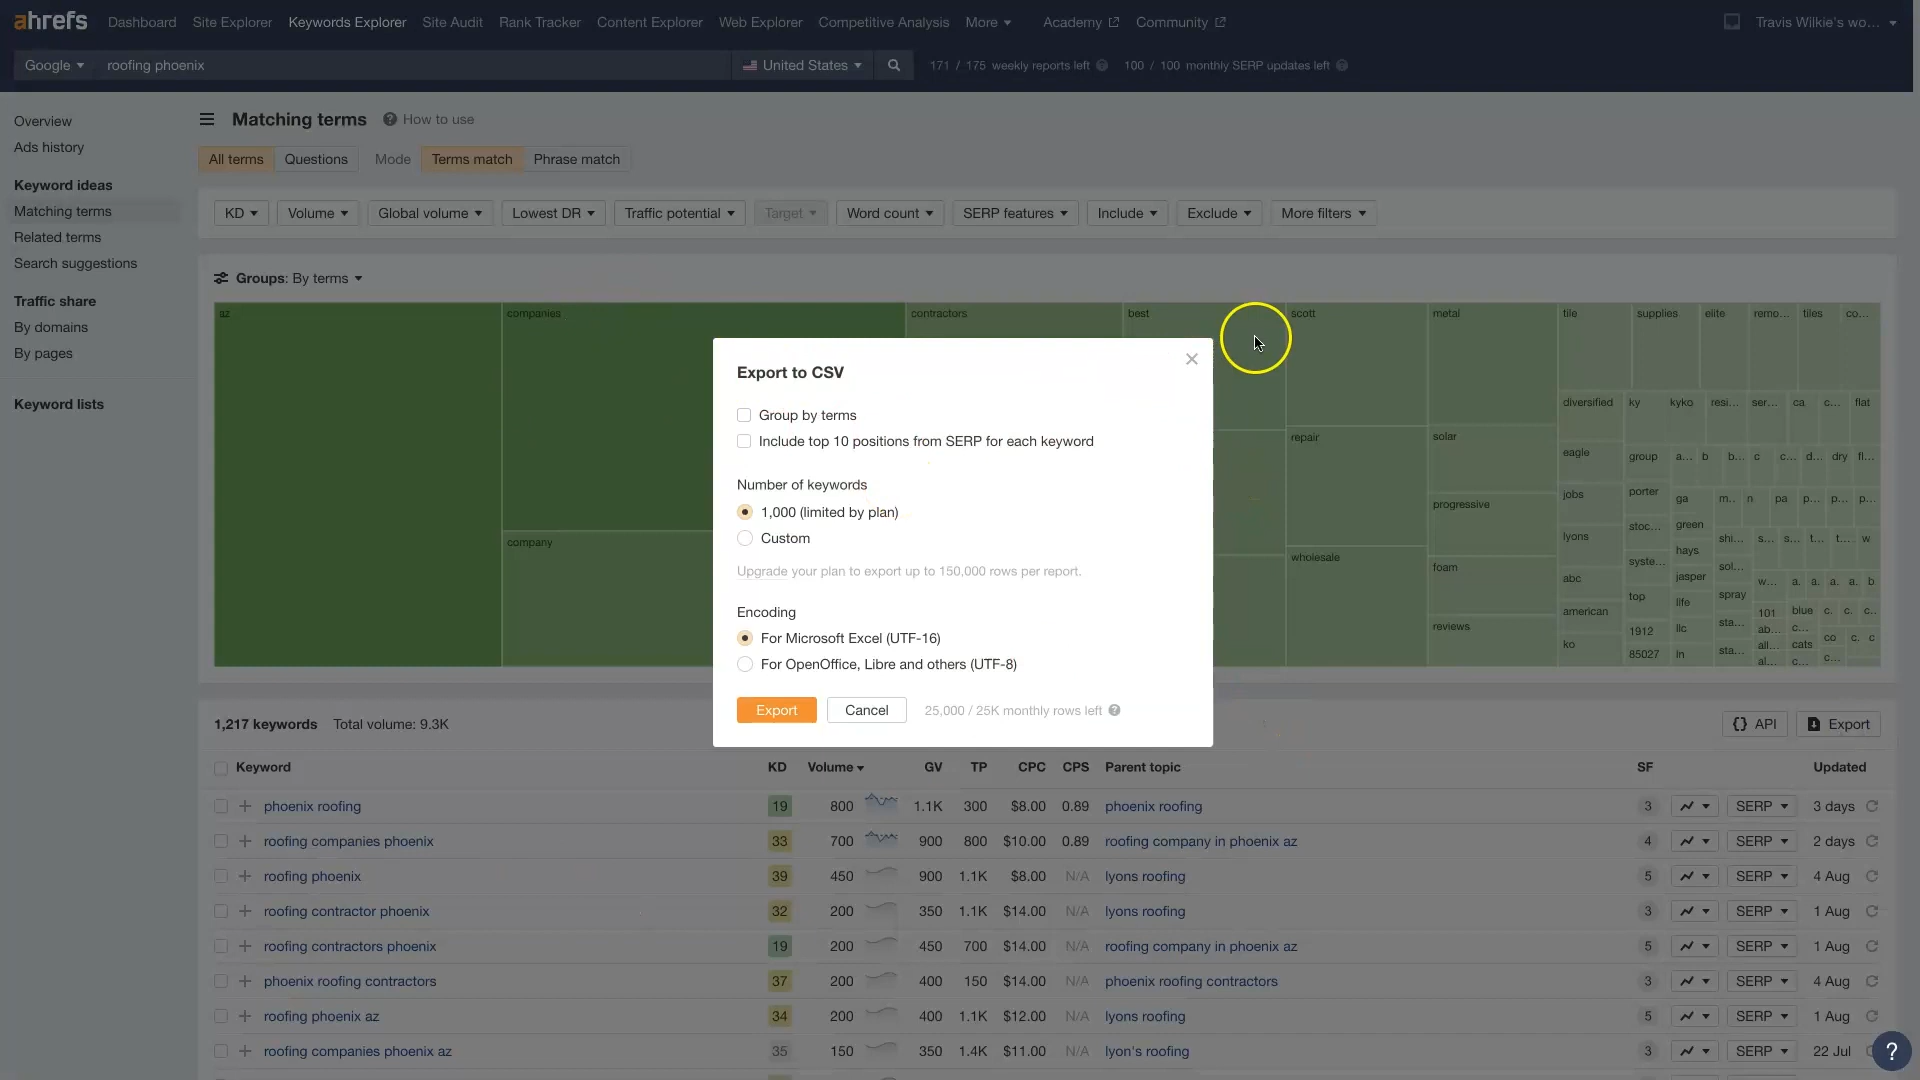 ahrefs Dashboard Site Explorer Keywords Explorer Site Audit Rank Tracker Content Explorer Web Explorer Competitive Analysis More Academy Community Travis Wilkie's wo...
Google roofing phoenix United States 171 / 175 weekly reports left 100 / 100 monthly SERP updates left
Overview
Ads history
Keyword ideas
Matching terms
Related terms
Search suggestions
Traffic share
By domains
By pages
Keyword lists
Matching terms How to use
All terms Questions Mode Terms match Phrase match
KD Volume Global volume Lowest DR Traffic potential Target Word count SERP features Include Exclude More filters
Groups: By terms
az companies contractors best scott metal tile supplies elite remo... tiles co...
diversified ky kyko resi... ser... ca c... flat
company repair solar eagle group a... b b... c c... d... dry fl...
wholesale progressive jobs porter ga m.. n pa p... p... p...
foam lyons stoc... green shi... s... s... t... t... w
reviews abc syste... hays sol... w... a. a. a. a. b
american top jasper spray 101 blue c. c. c..
ko 1912 life sta... ab... c... co c. c
85027 llc sta... all... cats c...
in al... c...
Export to CSV
Group by terms
Include top 10 positions from SERP for each keyword
Number of keywords
1,000 (limited by plan)
Custom
Upgrade your plan to export up to 150,000 rows per report.
Encoding
For Microsoft Excel (UTF-16)
For OpenOffice, Libre and others (UTF-8)
Export Cancel 25,000 / 25K monthly rows left
1,217 keywords Total volume: 9.3K {} API Export
Keyword KD Volume GV TP CPC CPS Parent topic SF Updated
phoenix roofing 19 800 1.1K 300 $8.00 0.89 phoenix roofing 3 SERP 3 days
roofing companies phoenix 33 700 900 800 $10.00 0.89 roofing company in phoenix az 4 SERP 2 days
roofing phoenix 39 450 900 1.1K $8.00 N/A lyons roofing 5 SERP 4 Aug
roofing contractor phoenix 32 200 350 1.1K $14.00 N/A lyons roofing 3 SERP 1 Aug
roofing contractors phoenix 19 200 450 700 $14.00 N/A roofing company in phoenix az 5 SERP 1 Aug
phoenix roofing contractors 37 200 400 150 $14.00 N/A phoenix roofing contractors 3 SERP 4 Aug
roofing phoenix az 34 200 400 1.1K $12.00 N/A lyons roofing 5 SERP 1 Aug
roofing companies phoenix az 35 150 350 1.4K $11.00 N/A lyon's roofing 3 SERP 22 Jul
?